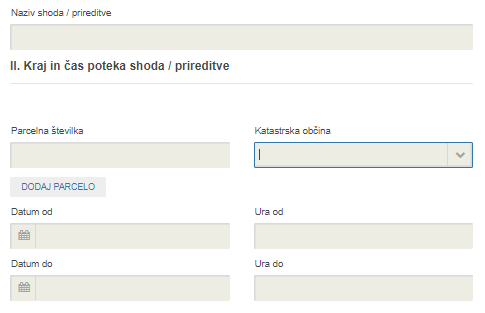 Naziv shoda / prireditve
II. Kraj in čas poteka shoda / prireditve
Parcelna številka
Katastrska občina
DODAJ PARCELO
Datum od
Ura od
Datum do
Ura do